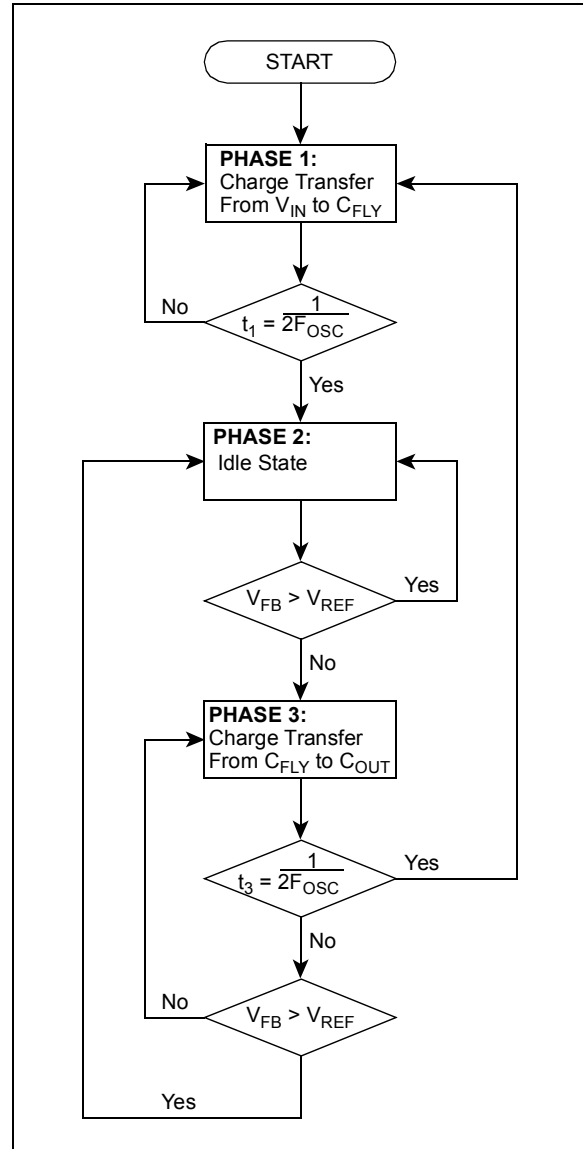 START
PHASE 1:
Charge Transfer
From V_IN to C_FLY
No
t_1 = 1/2F_OSC
Yes
PHASE 2:
Idle State
V_FB > V_REF
Yes
No
PHASE 3:
Charge Transfer
From C_FLY to C_OUT
t_3 = 1/2F_OSC
Yes
No
No
V_FB > V_REF
Yes